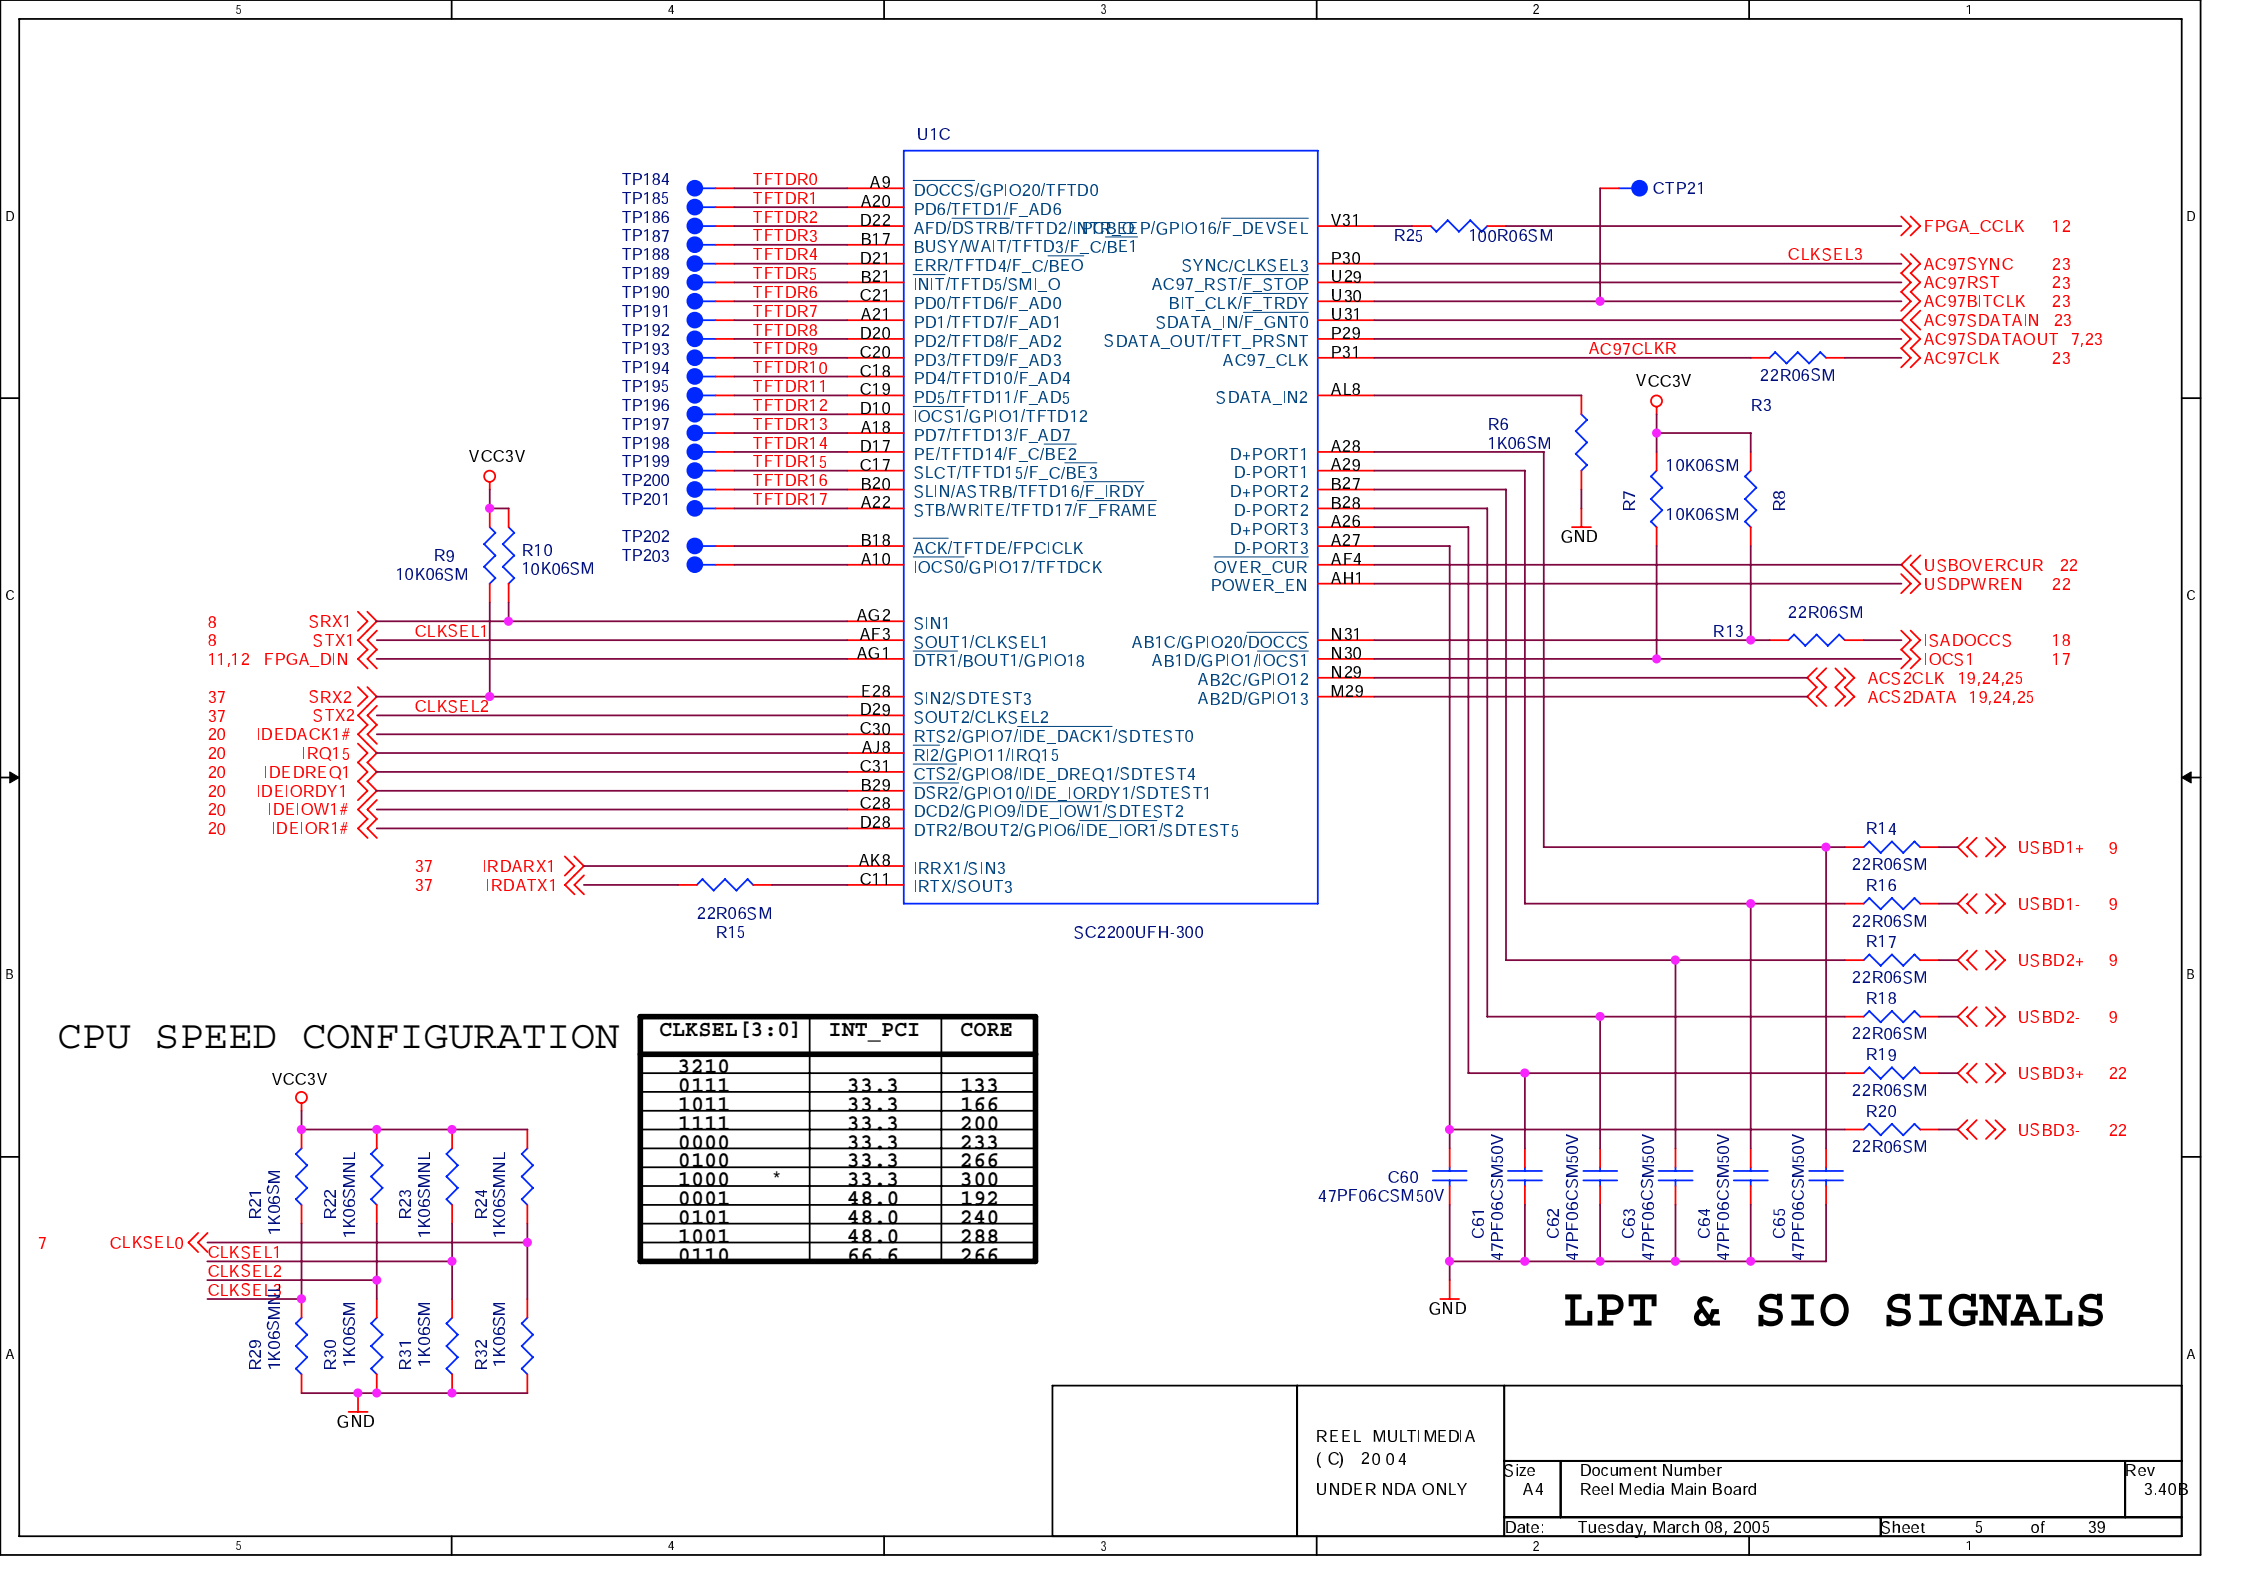 5 4 3 2 1
D
C
B
A
U1C
TP184 TFTDR0 A9 DOCCS/GPIO20/TFTD0
TP185 TFTDR1 A20 PD6/TFTD1/F_AD6
TP186 TFTDR2 D22 AFD/DSTRB/TFTD2/
TP187 TFTDR3 B17 BUSY/WAIT/TFTD3/F_C/BE1
TP188 TFTDR4 D21 ERR/TFTD4/F_C/BEO
TP189 TFTDR5 B21 INIT/TFTD5/SMI_O
TP190 TFTDR6 C21 PD0/TFTD6/F_AD0
TP191 TFTDR7 A21 PD1/TFTD7/F_AD1
TP192 TFTDR8 D20 PD2/TFTD8/F_AD2
TP193 TFTDR9 C20 PD3/TFTD9/F_AD3
TP194 TFTDR10 C18 PD4/TFTD10/F_AD4
TP195 TFTDR11 C19 PD5/TFTD11/F_AD5
TP196 TFTDR12 D10 IOCS1/GPIO1/TFTD12
TP197 TFTDR13 A18 PD7/TFTD13/F_AD7
TP198 TFTDR14 D17 PE/TFTD14/F_C/BE2
TP199 TFTDR15 C17 SLCT/TFTD15/F_C/BE3
TP200 TFTDR16 B20 SLIN/ASTRB/TFTD16/F_IRDY
TP201 TFTDR17 A22 STB/WRITE/TFTD17/F_FRAME
TP202 B18 ACK/TFTDE/FPCICLK
TP203 A10 IOCS0/GPIO17/TFTDCK
VCC3V
R9 10K06SM
R10 10K06SM
8 SRX1 AG2 SIN1
8 STX1 CLKSEL1 AF3 SOUT1/CLKSEL1
11,12 FPGA_DIN AG1 DTR1/BOUT1/GPIO18
37 SRX2 E28 SIN2/SDTEST3
37 STX2 CLKSEL2 D29 SOUT2/CLKSEL2
20 IDEDACK1# C30 RTS2/GPIO7/IDE_DACK1/SDTEST0
20 IRQ15 AJ8 RI2/GPIO11/IRQ15
20 IDEDREQ1 C31 CTS2/GPIO8/IDE_DREQ1/SDTEST4
20 IDEIORDY1 B29 DSR2/GPIO10/IDE_IORDY1/SDTEST1
20 IDEIOW1# C28 DCD2/GPIO9/IDE_IOW1/SDTEST2
20 IDEIOR1# D28 DTR2/BOUT2/GPIO6/IDE_IOR1/SDTEST5
37 IRDARX1 AK8 IRRX1/SIN3
37 IRDATX1 C11 IRTX/SOUT3
22R06SM
R15
SC2200UFH-300
CTP21
P/GPIO16/F_DEVSEL V31 R25 100R06SM FPGA_CCLK 12
SYNC/CLKSEL3 P30 CLKSEL3 AC97SYNC 23
AC97_RST/F_STOP U29 AC97RST 23
BIT_CLK/F_TRDY U30 AC97BITCLK 23
SDATA_IN/F_GNT0 U31 AC97SDATAIN 23
SDATA_OUT/TFT_PRSNT P29 AC97SDATAOUT 7,23
AC97_CLK P31 AC97CLKR AC97CLK 23
22R06SM
R3
SDATA_IN2 AL8
R6
1K06SM
GND
VCC3V
10K06SM
R7
10K06SM
R8
D+PORT1 A28
D-PORT1 A29
D+PORT2 B27
D-PORT2 B28
D+PORT3 A26
D-PORT3 A27
OVER_CUR AF4 USBOVERCUR 22
POWER_EN AH1 USDPWREN 22
22R06SM
R13
AB1C/GPIO20/DOCCS N31 ISADOCCS 18
AB1D/GPIO1/IOCS1 N30 IOCS1 17
AB2C/GPIO12 N29 ACS2CLK 19,24,25
AB2D/GPIO13 M29 ACS2DATA 19,24,25
R14 22R06SM USBD1+ 9
R16 22R06SM USBD1- 9
R17 22R06SM USBD2+ 9
R18 22R06SM USBD2- 9
R19 22R06SM USBD3+ 22
R20 22R06SM USBD3- 22
C60 47PF06CSM50V
C61 47PF06CSM50V
C62 47PF06CSM50V
C63 47PF06CSM50V
C64 47PF06CSM50V
C65 47PF06CSM50V
GND
LPT & SIO SIGNALS
CPU SPEED CONFIGURATION
VCC3V
R21 1K06SM
R22 1K06SMNL
R23 1K06SMNL
R24 1K06SMNL
7 CLKSEL0
CLKSEL1
CLKSEL2
CLKSEL3
R29 1K06SMNL
R30 1K06SM
R31 1K06SM
R32 1K06SM
GND
CLKSEL[3:0] INT_PCI CORE
3210
0111 33.3 133
1011 33.3 166
1111 33.3 200
0000 33.3 233
0100 33.3 266
1000 * 33.3 300
0001 48.0 192
0101 48.0 240
1001 48.0 288
0110 66.6 266
REEL MULTIMEDIA
(C) 2004
UNDER NDA ONLY
Size A4
Document Number
Reel Media Main Board
Rev 3.40B
Date: Tuesday, March 08, 2005
Sheet 5 of 39
5 4 3 2 1
D
C
B
A